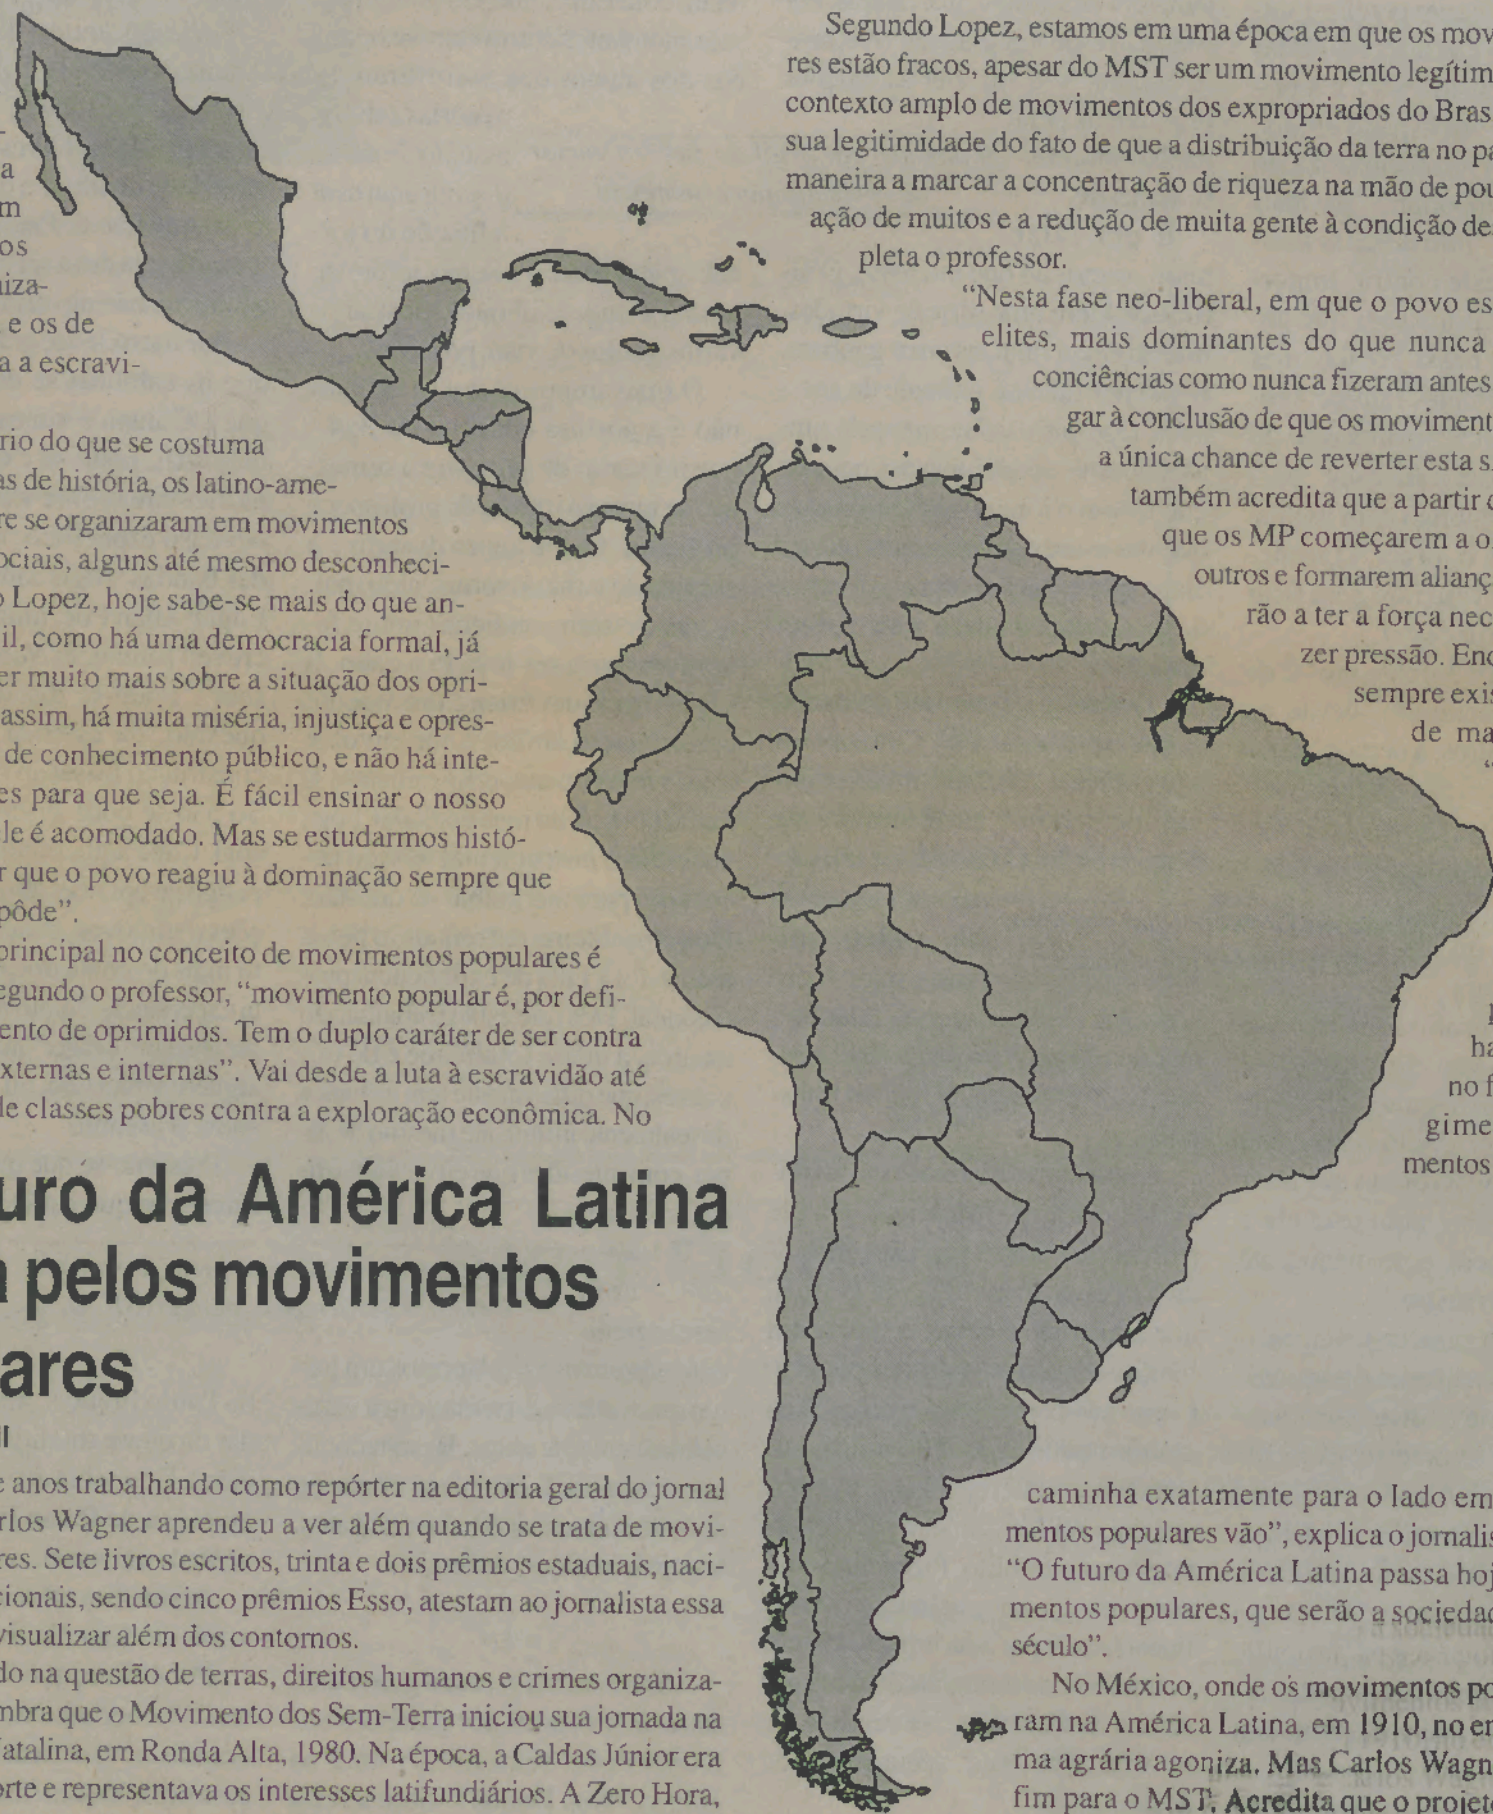 a
m
os
niza-
e os de
a a escravi-
rio do que se costuma
as de história, os latino-ame-
re se organizaram em movimentos
ociais, alguns até mesmo desconheci-
o Lopez, hoje sabe-se mais do que an-
il, como há uma democracia formal, já
er muito mais sobre a situação dos opri-
assim, há muita miséria, injustiça e opres-
de conhecimento público, e não há inte-
es para que seja. É fácil ensinar o nosso
le é acomodado. Mas se estudarmos histó-
r que o povo reagiu à dominação sempre que
pôde”.
principal no conceito de movimentos populares é
egundo o professor, “movimento popular é, por defi-
ento de oprimidos. Tem o duplo caráter de ser contra
xternas e internas”. Vai desde a luta à escravidão até
de classes pobres contra a exploração econômica. No
uro da América Latina
a pelos movimentos
ares
ll
e anos trabalhando como repórter na editoria geral do jornal
rlos Wagner aprendeu a ver além quando se trata de movi-
res. Sete livros escritos, trinta e dois prêmios estaduais, naci-
cionais, sendo cinco prêmios Esso, atestam ao jornalista essa
visualizar além dos contornos.
do na questão de terras, direitos humanos e crimes organiza-
mbra que o Movimento dos Sem-Terra iniciou sua jornada na
Natalina, em Ronda Alta, 1980. Na época, a Caldas Júnior era
orte e representava os interesses latifundiários. A Zero Hora,
Segundo Lopez, estamos em uma época em que os mov
res estão fracos, apesar do MST ser um movimento legítim
contexto amplo de movimentos dos expropriados do Bras
sua legitimidade do fato de que a distribuição da terra no pa
maneira a marcar a concentração de riqueza na mão de pou
ação de muitos e a redução de muita gente à condição de
pleta o professor.
“Nesta fase neo-liberal, em que o povo es
elites, mais dominantes do que nunca
conciências como nunca fizeram antes
gar à conclusão de que os moviment
a única chance de reverter esta s
também acredita que a partir
que os MP começarem a o
outros e formarem alianç
rão a ter a força nec
zer pressão. Enc
sempre exis
de ma
“
ha
no f
gime
mentos
caminha exatamente para o lado em
mentos populares vão”, explica o jornalis
“O futuro da América Latina passa hoj
mentos populares, que serão a sociedad
século”.
No México, onde os movimentos po
ram na América Latina, em 1910, no en
ma agrária agoniza. Mas Carlos Wagn
fim para o MST. Acredita que o projet